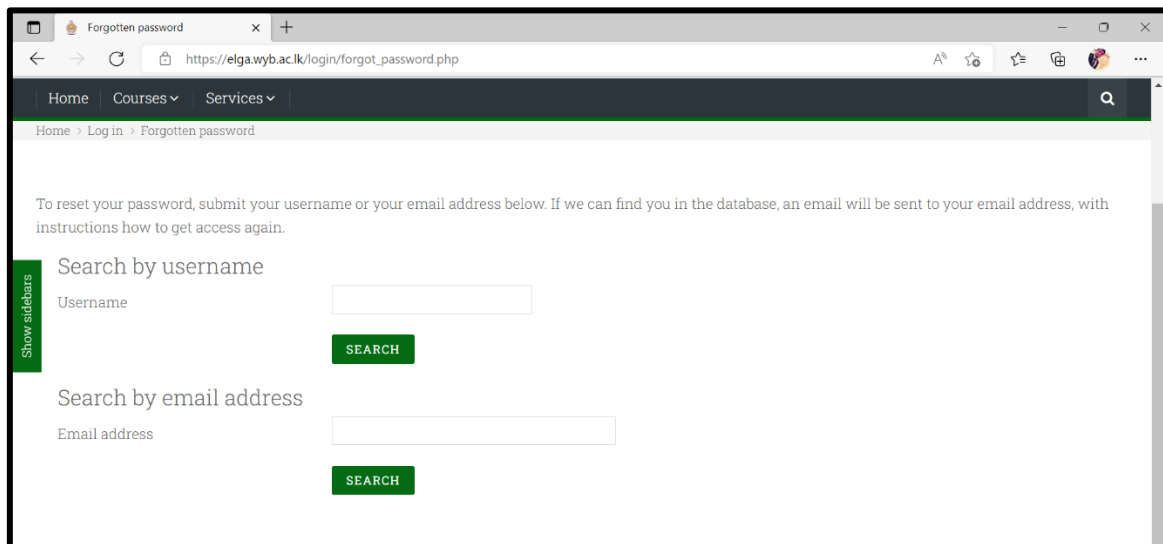 Forgotten password
https://elga.wyb.ac.lk/login/forgot_password.php
Home Courses Services
Home > Log in > Forgotten password
To reset your password, submit your username or your email address below. If we can find you in the database, an email will be sent to your email address, with
instructions how to get access again.
Search by username
Show sidebars
Username
SEARCH
Search by email address
Email address
SEARCH